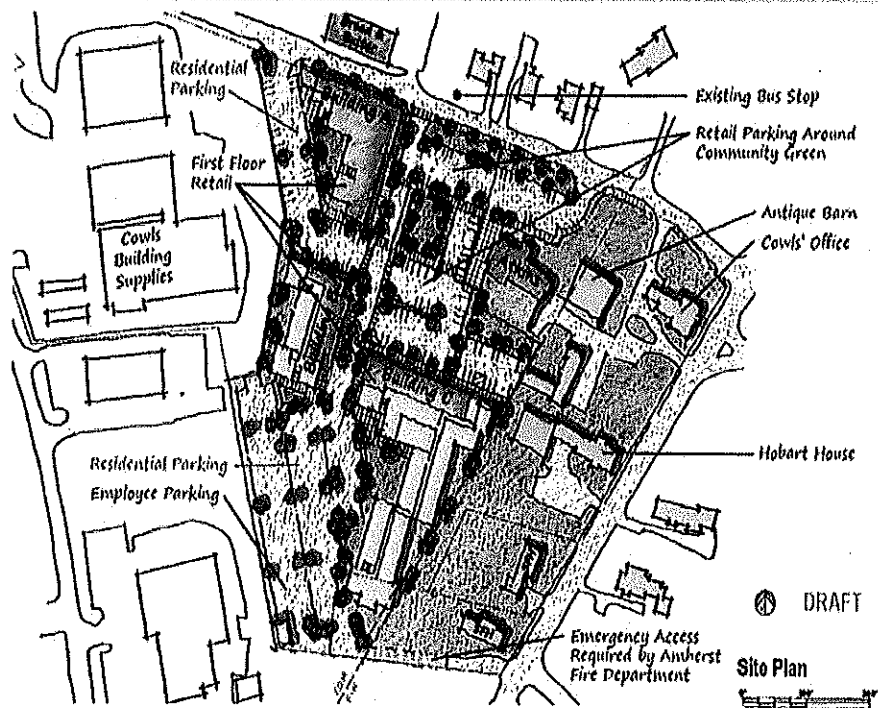 Residential
Parking
First Floor
Retail
Cowls
Building
Supplies
Residential Parking
Employee Parking
Existing Bus Stop
Retail Parking Around
Community Green
Antique Barn
Cowls' Office
Hobart House
Emergency Access
Required by Amherst
Fire Department
DRAFT
Site Plan